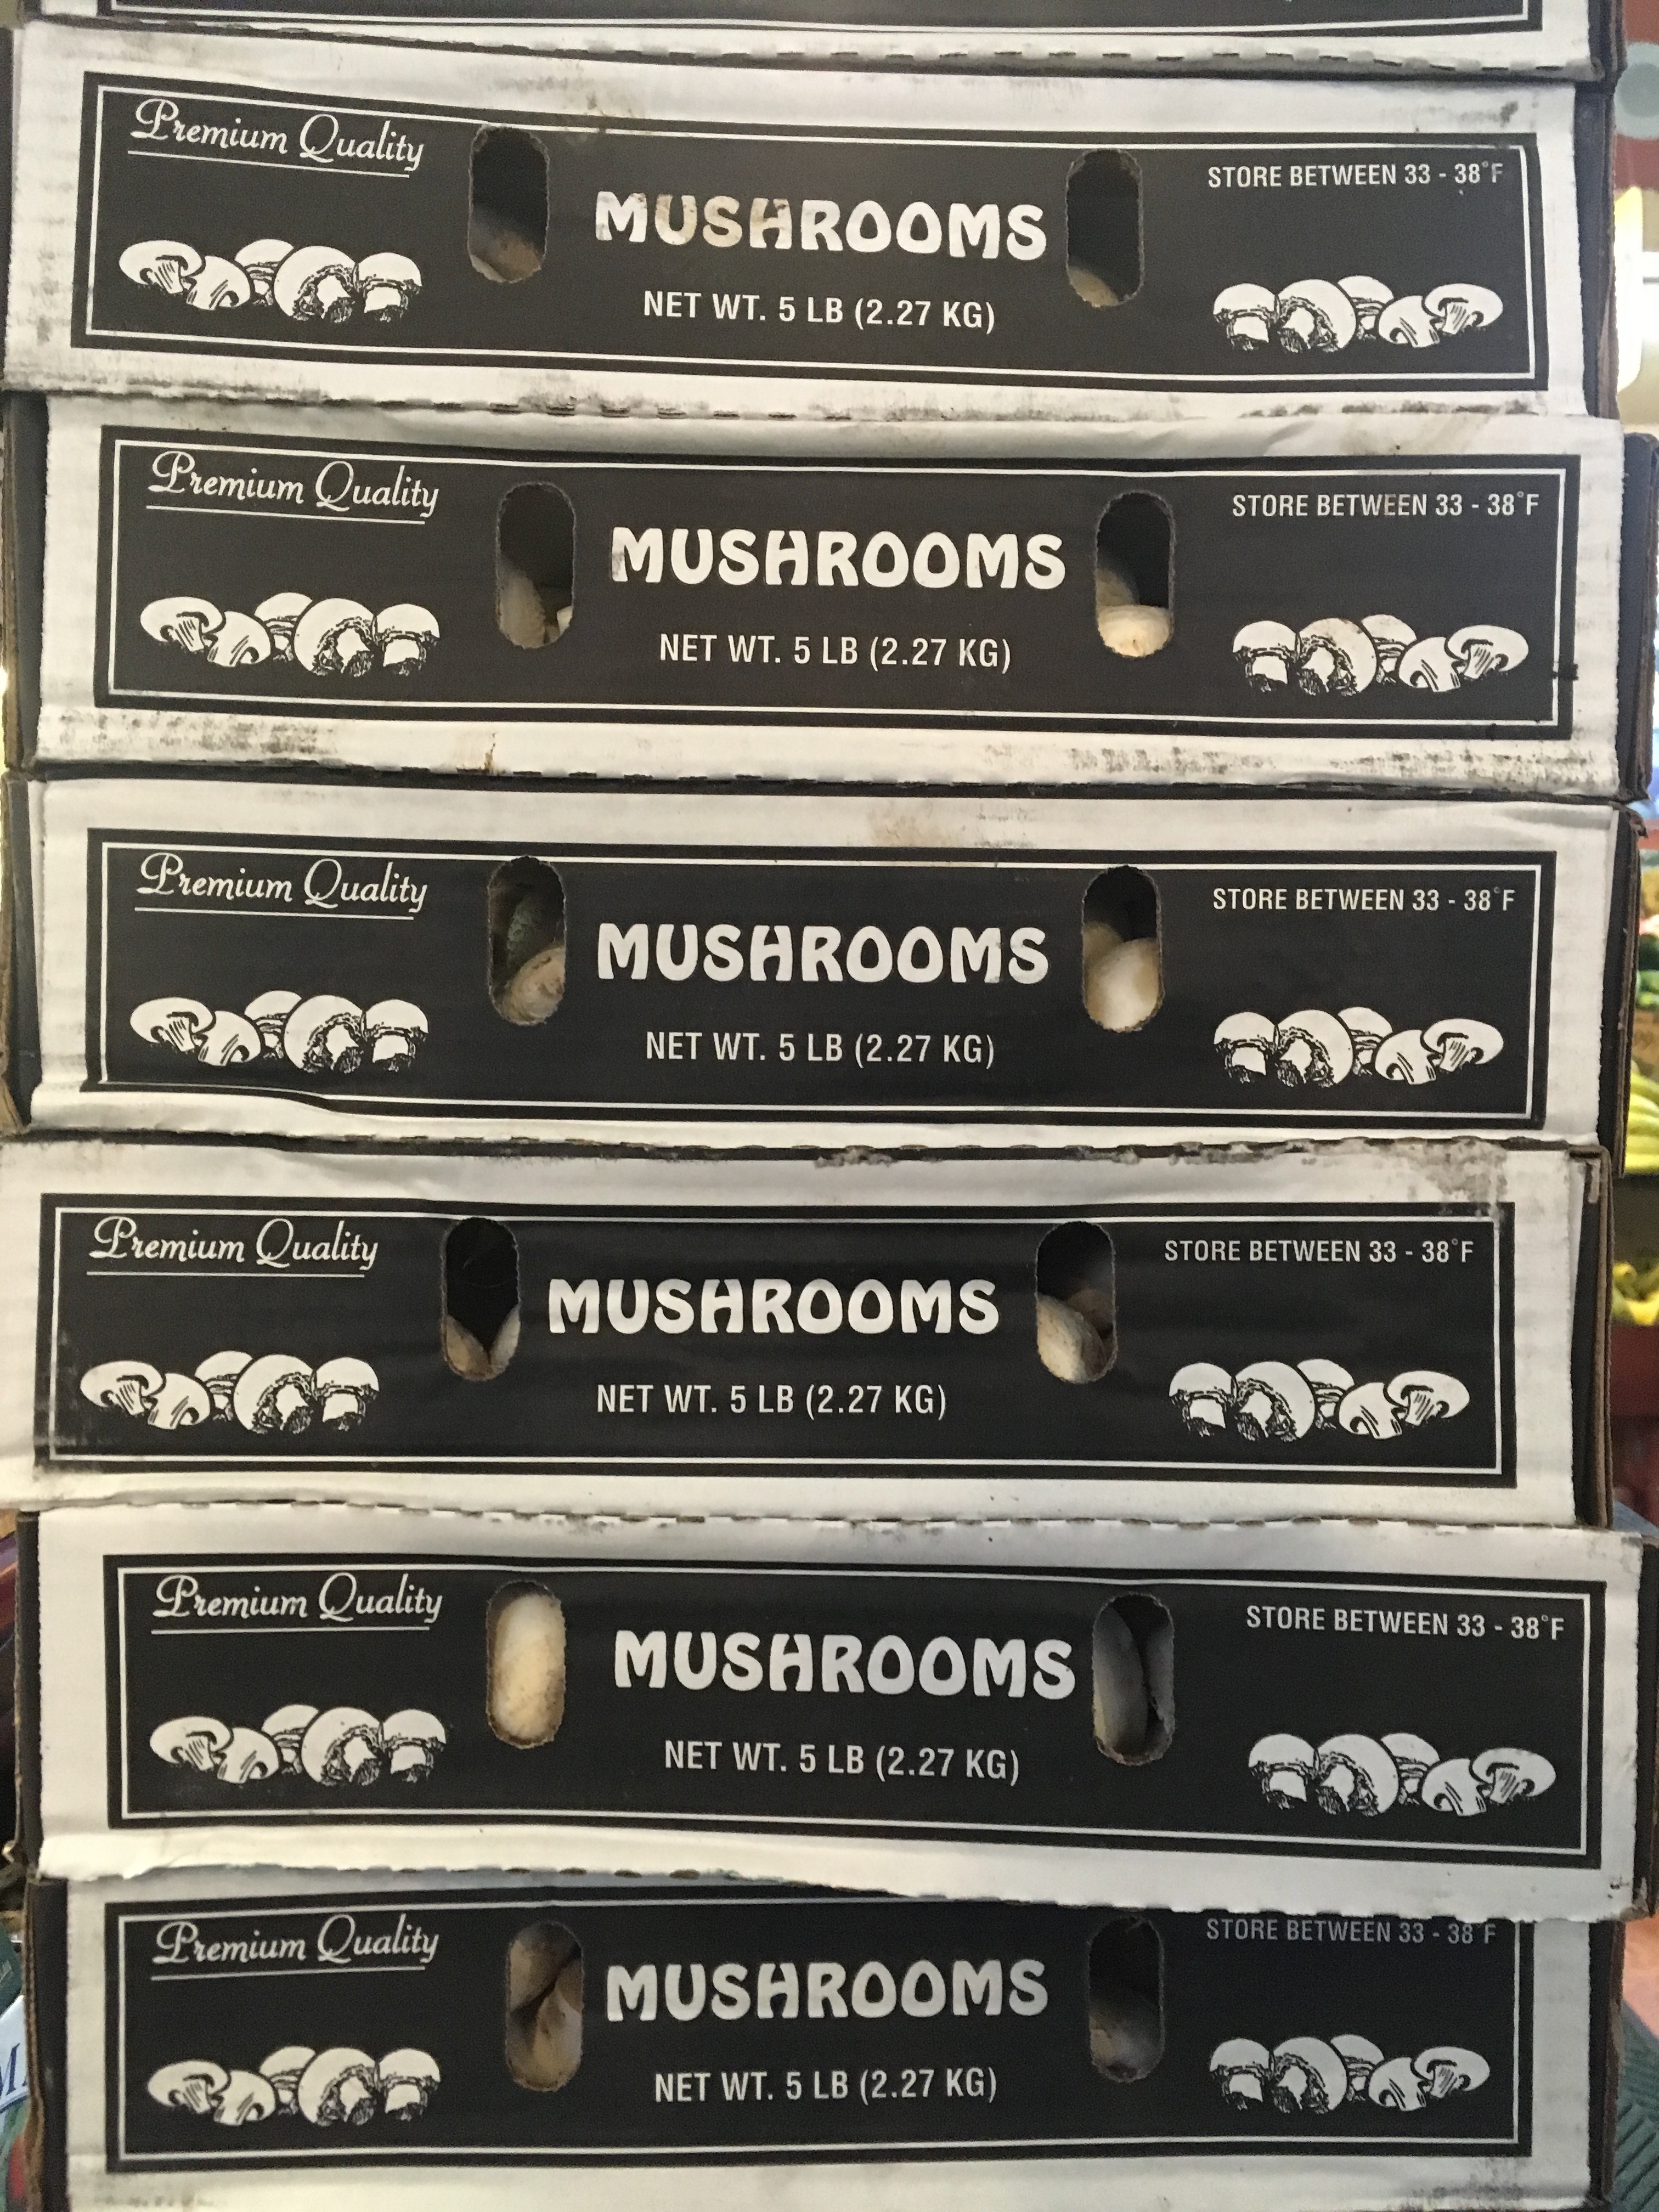 Premium Quality
MUSHROOMS
STORE BETWEEN 33 - 38°F
NET WT. 5 LB (2.27 KG)
Premium Quality
MUSHROOMS
STORE BETWEEN 33 - 38°F
NET WT. 5 LB (2.27 KG)
Premium Quality
MUSHROOMS
STORE BETWEEN 33 - 38°F
NET WT. 5 LB (2.27 KG)
Premium Quality
MUSHROOMS
STORE BETWEEN 33 - 38°F
NET WT. 5 LB (2.27 KG)
Premium Quality
MUSHROOMS
STORE BETWEEN 33 - 38°F
NET WT. 5 LB (2.27 KG)
Premium Quality
MUSHROOMS
STORE BETWEEN 33 - 38°F
NET WT. 5 LB (2.27 KG)